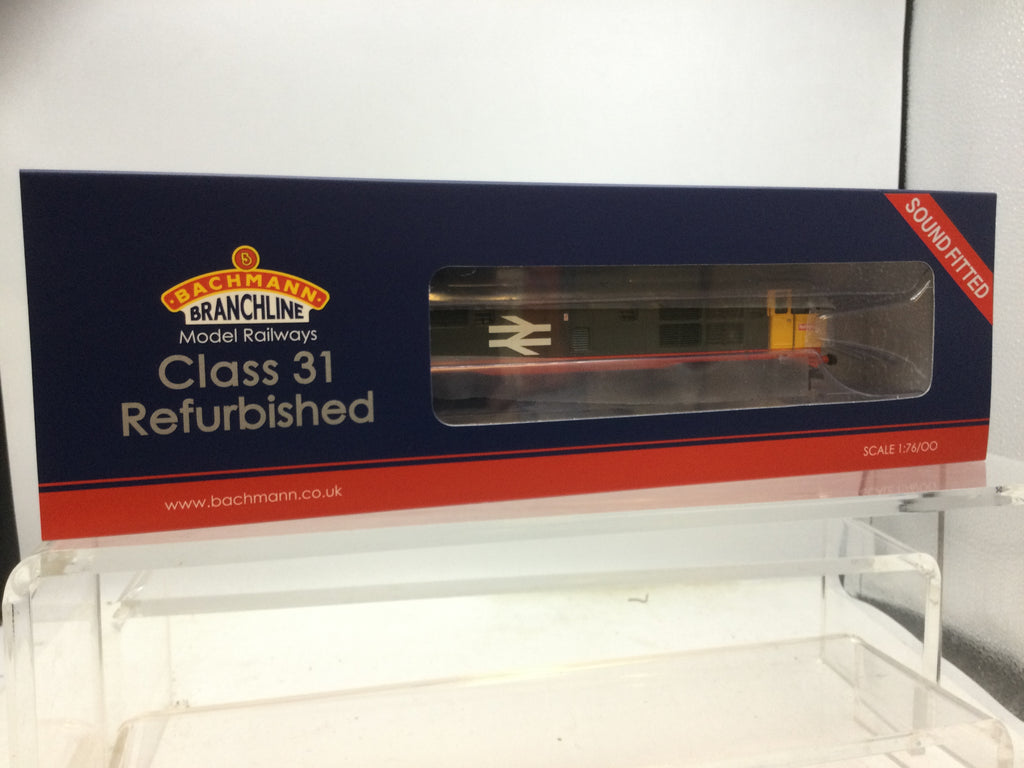 BACHMANN
BRANCHLINE
Model Railways
Class 31
Refurbished
SOUND FITTED
SCALE 1:76/OO
www.bachmann.co.uk